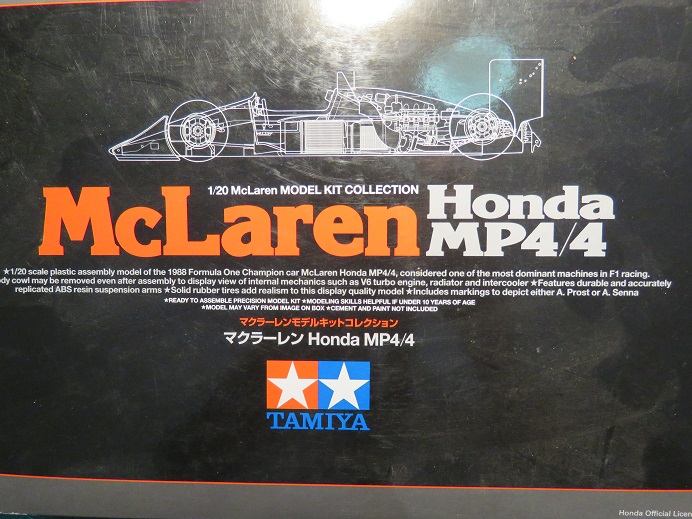 1/20 McLaren MODEL KIT COLLECTION
McLaren Honda
MP4/4
★1/20 scale plastic assembly model of the 1988 Formula One Champion car McLaren Honda MP4/4, considered one of the most dominant machines in F1 racing.
ody cowl may be removed even after assembly to display view of internal mechanics such as V6 turbo engine, radiator and intercooler ★Features durable and accurately
replicated ABS resin suspension arms ★Solid rubber tires add realism to this display quality model ★Includes markings to depict either A. Prost or A. Senna
★READY TO ASSEMBLE PRECISION MODEL KIT ★MODELING SKILLS HELPFUL IF UNDER 10 YEARS OF AGE
★MODEL MAY VARY FROM IMAGE ON BOX ★CEMENT AND PAINT NOT INCLUDED
マクラーレンモデルキットコレクション
マクラーレン Honda MP4/4
TAMIYA
Honda Official Licen